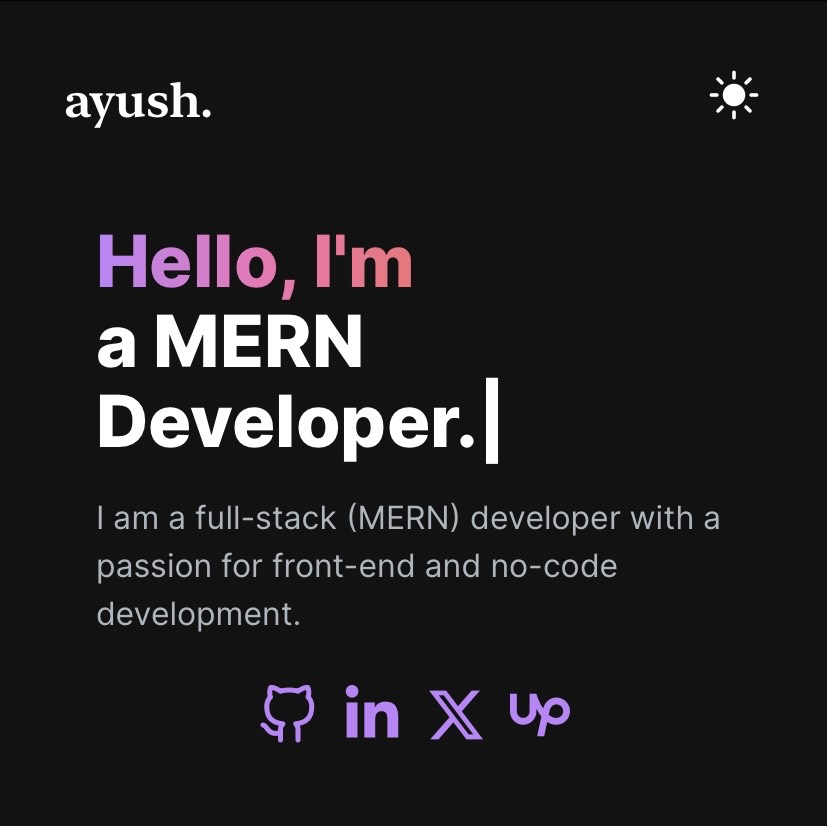 ayush.
Hello, I'm
a MERN
Developer.
I am a full-stack (MERN) developer with a
passion for front-end and no-code
development.
in X up